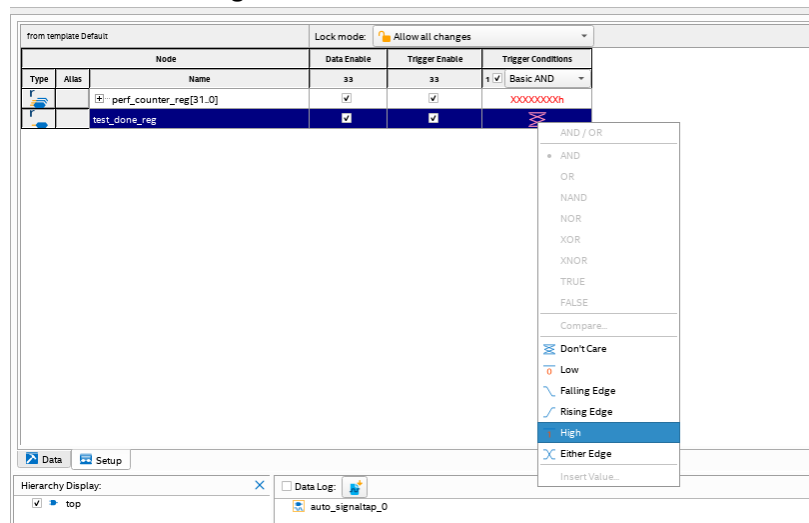 from template Default Lock mode: Allow all changes
Node Data Enable Trigger Enable Trigger Conditions
Type Alias Name 33 33 1 Basic AND
perf_counter_reg[31..0] XXXXXXXXh
test_done_reg
AND / OR
AND
OR
NAND
NOR
XOR
XNOR
TRUE
FALSE
Compare...
Don't Care
0 Low
Falling Edge
Rising Edge
High
Either Edge
Insert Value...
Data Setup
Hierarchy Display: Data Log:
top auto_signaltap_0